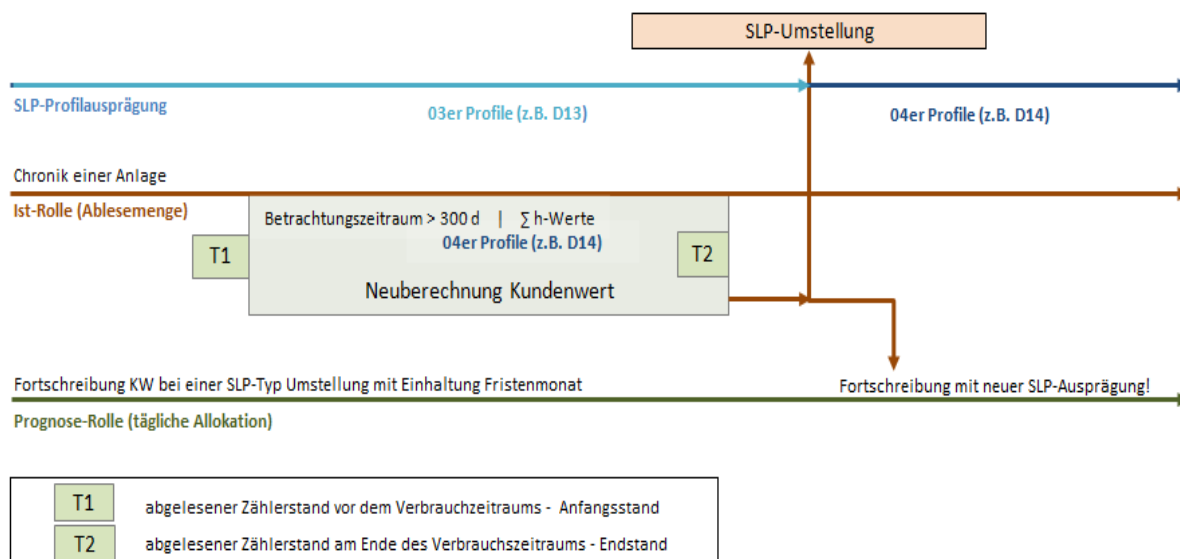 SLP-Umstellung
SLP-Profilausprägung
03er Profile (z.B. D13)
04er Profile (z.B. D14)
Chronik einer Anlage
Ist-Rolle (Ablesemenge)
Betrachtungszeitraum > 300 d | ∑ h-Werte
04er Profile (z.B. D14)
T1
T2
Neuberechnung Kundenwert
Fortschreibung KW bei einer SLP-Typ Umstellung mit Einhaltung Fristenmonat
Fortschreibung mit neuer SLP-Ausprägung!
Prognose-Rolle (tägliche Allokation)
T1 abgelesener Zählerstand vor dem Verbrauchzeitraums - Anfangsstand
T2 abgelesener Zählerstand am Ende des Verbrauchszeitraums - Endstand